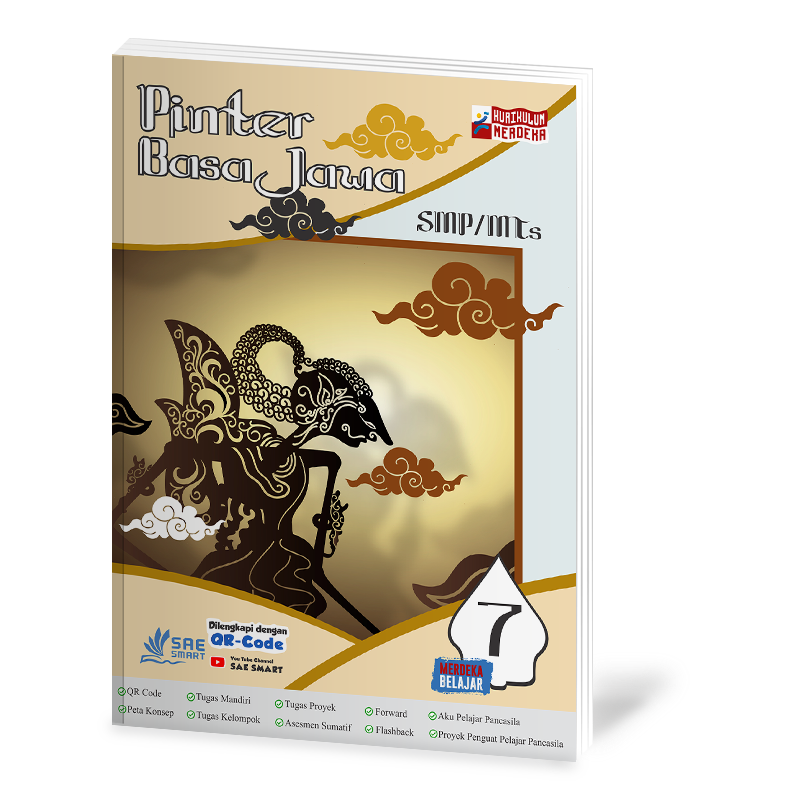 Pinter
Basa Jawa
KURIKULUM
MERDEKA
SMP/MTs
7
MERDEKA
BELAJAR
SAE
SMART
Dilengkapi dengan
QR-Code
You Tube Channel
SAE SMART
QR Code
Tugas Mandiri
Tugas Proyek
Forward
Aku Pelajar Pancasila
Peta Konsep
Tugas Kelompok
Asesmen Sumatif
Flashback
Proyek Penguat Pelajar Pancasila